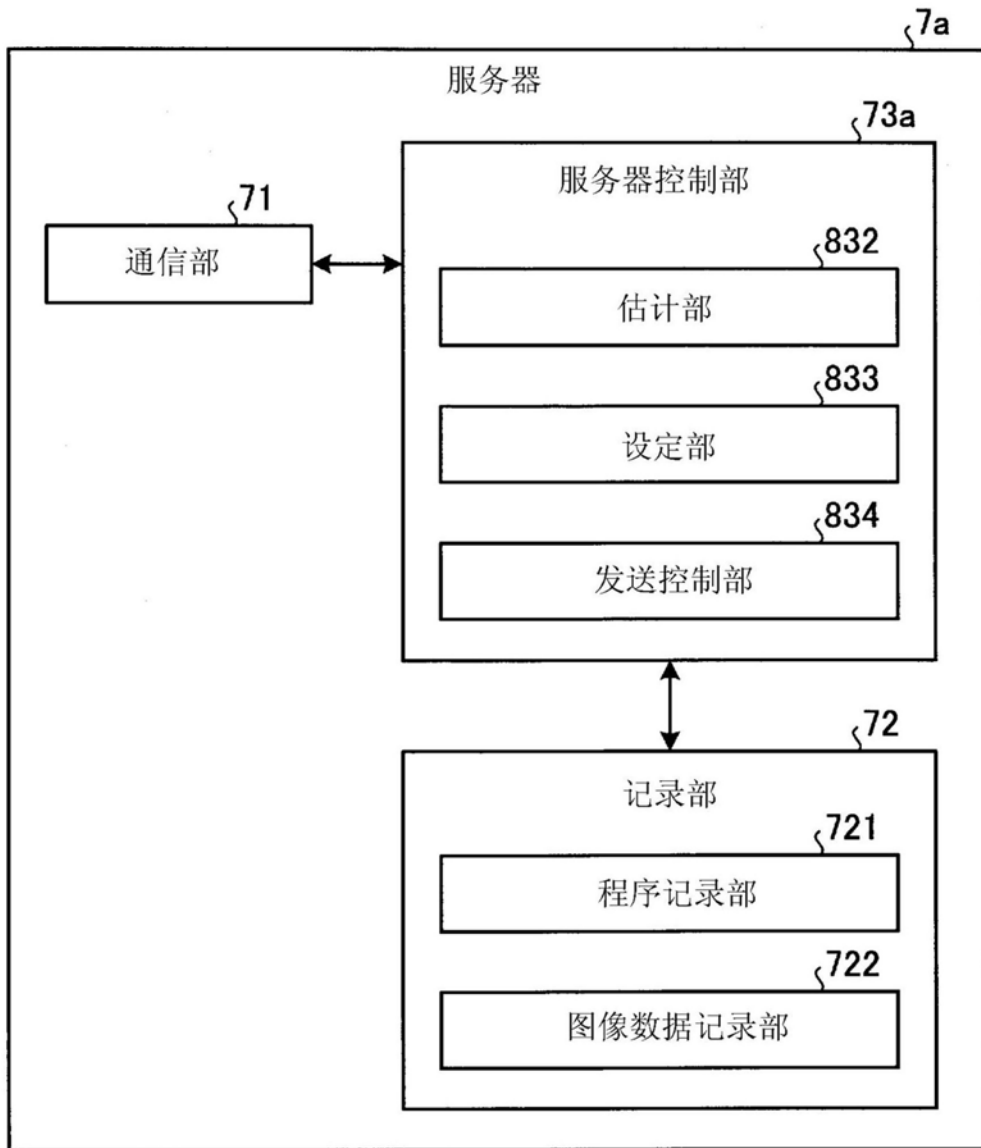 7a
服务器
73a
服务器控制部
71
通信部
832
估计部
833
设定部
834
发送控制部
72
记录部
721
程序记录部
722
图像数据记录部